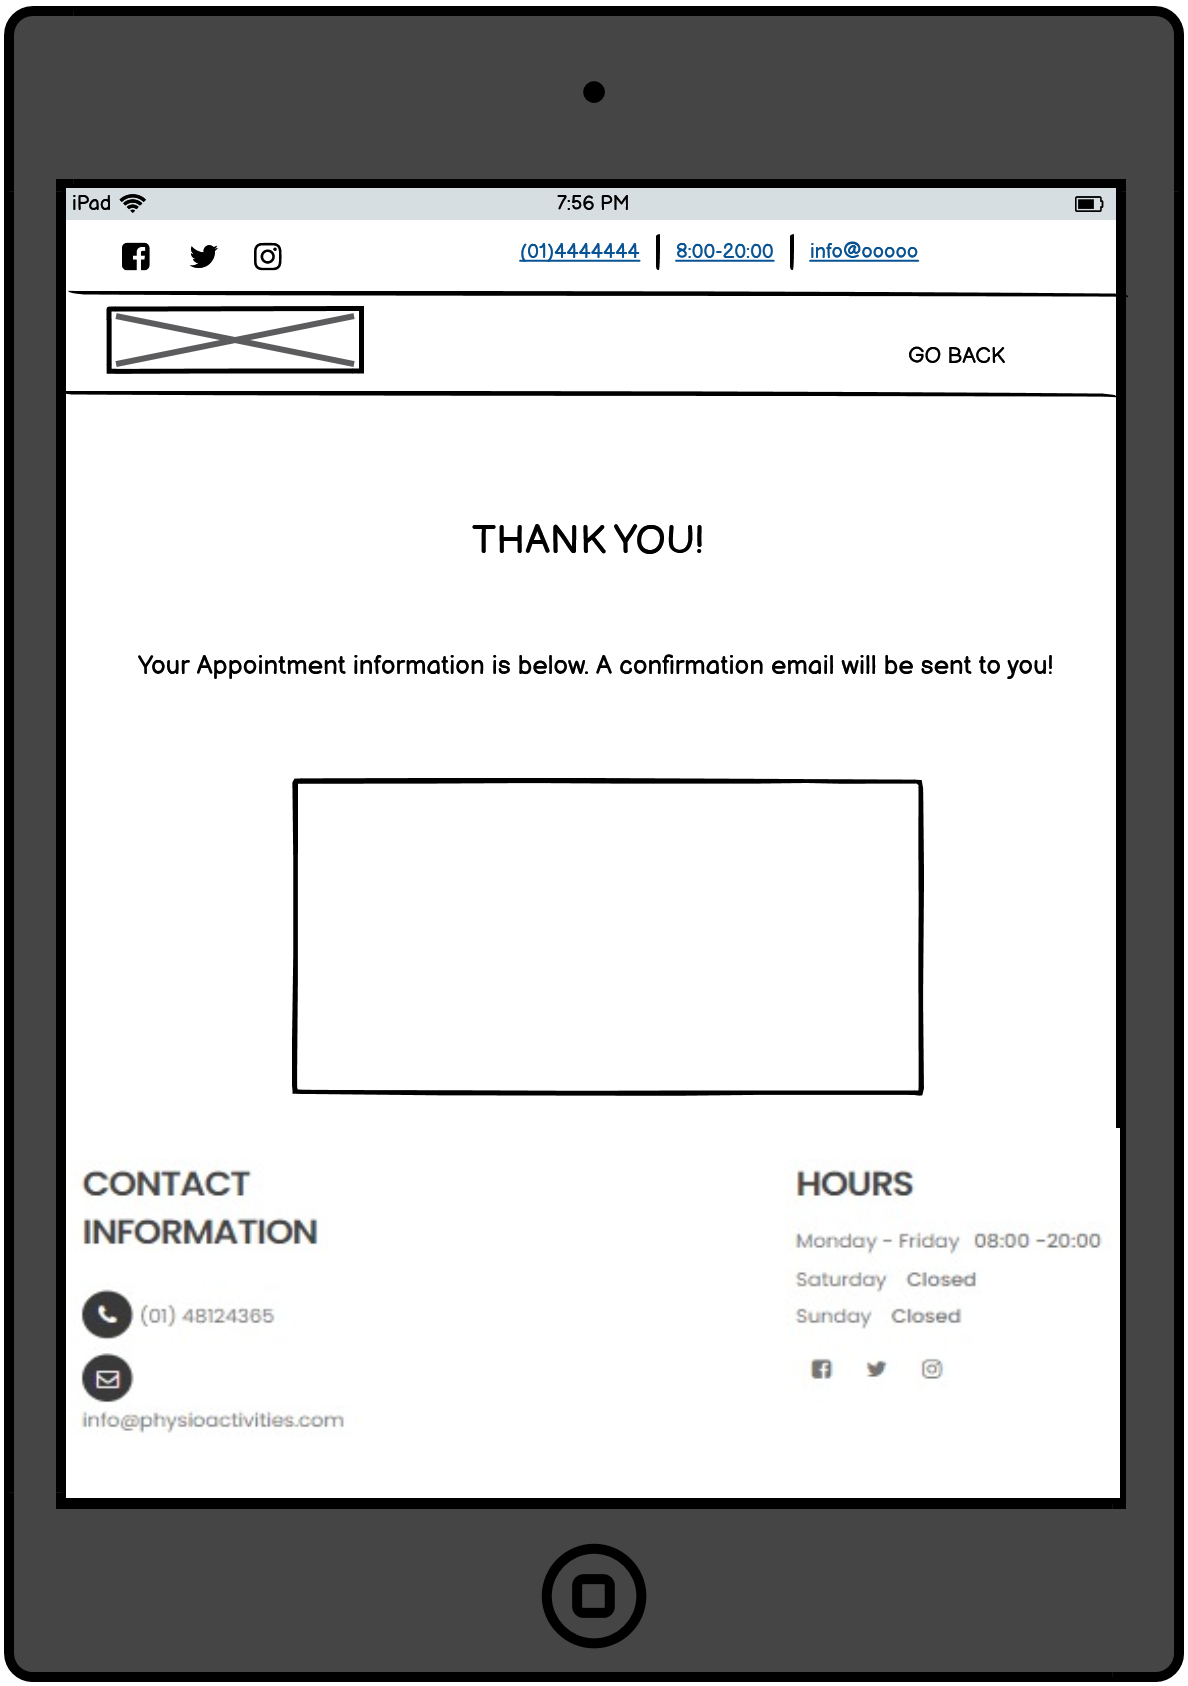 iPad 7:56 PM
(01)4444444 8:00-20:00 info@ooooo
GO BACK
THANK YOU!
Your Appointment information is below. A confirmation email will be sent to you!
CONTACT
INFORMATION
(01) 48124365
info@physioactivities.com
HOURS
Monday - Friday 08:00 -20:00
Saturday Closed
Sunday Closed